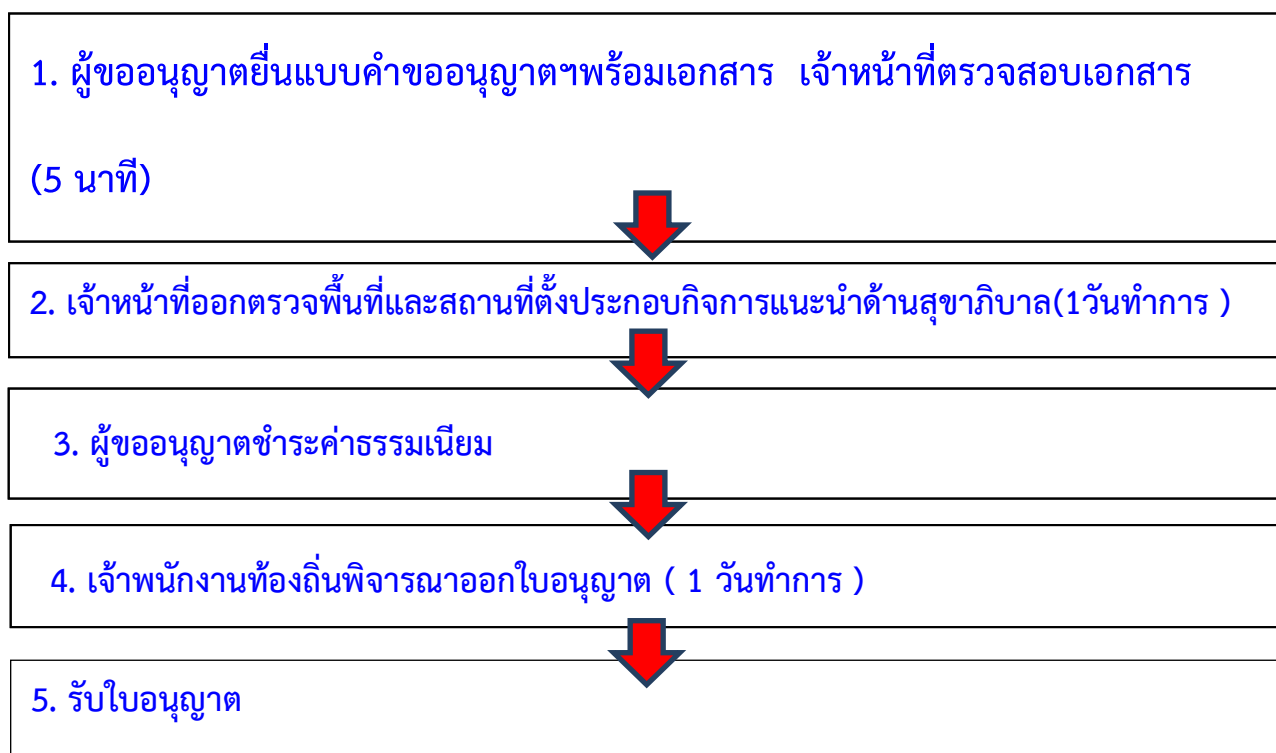 1. ผู้ขออนุญาตยื่นแบบคำขออนุญาตฯพร้อมเอกสาร เจ้าหน้าที่ตรวจสอบเอกสาร
(5 นาที)
2. เจ้าหน้าที่ออกตรวจพื้นที่และสถานที่ตั้งประกอบกิจการแนะนำด้านสุขาภิบาล(1วันทำการ )
3. ผู้ขออนุญาตชำระค่าธรรมเนียม
4. เจ้าพนักงานท้องถิ่นพิจารณาออกใบอนุญาต ( 1 วันทำการ )
5. รับใบอนุญาต